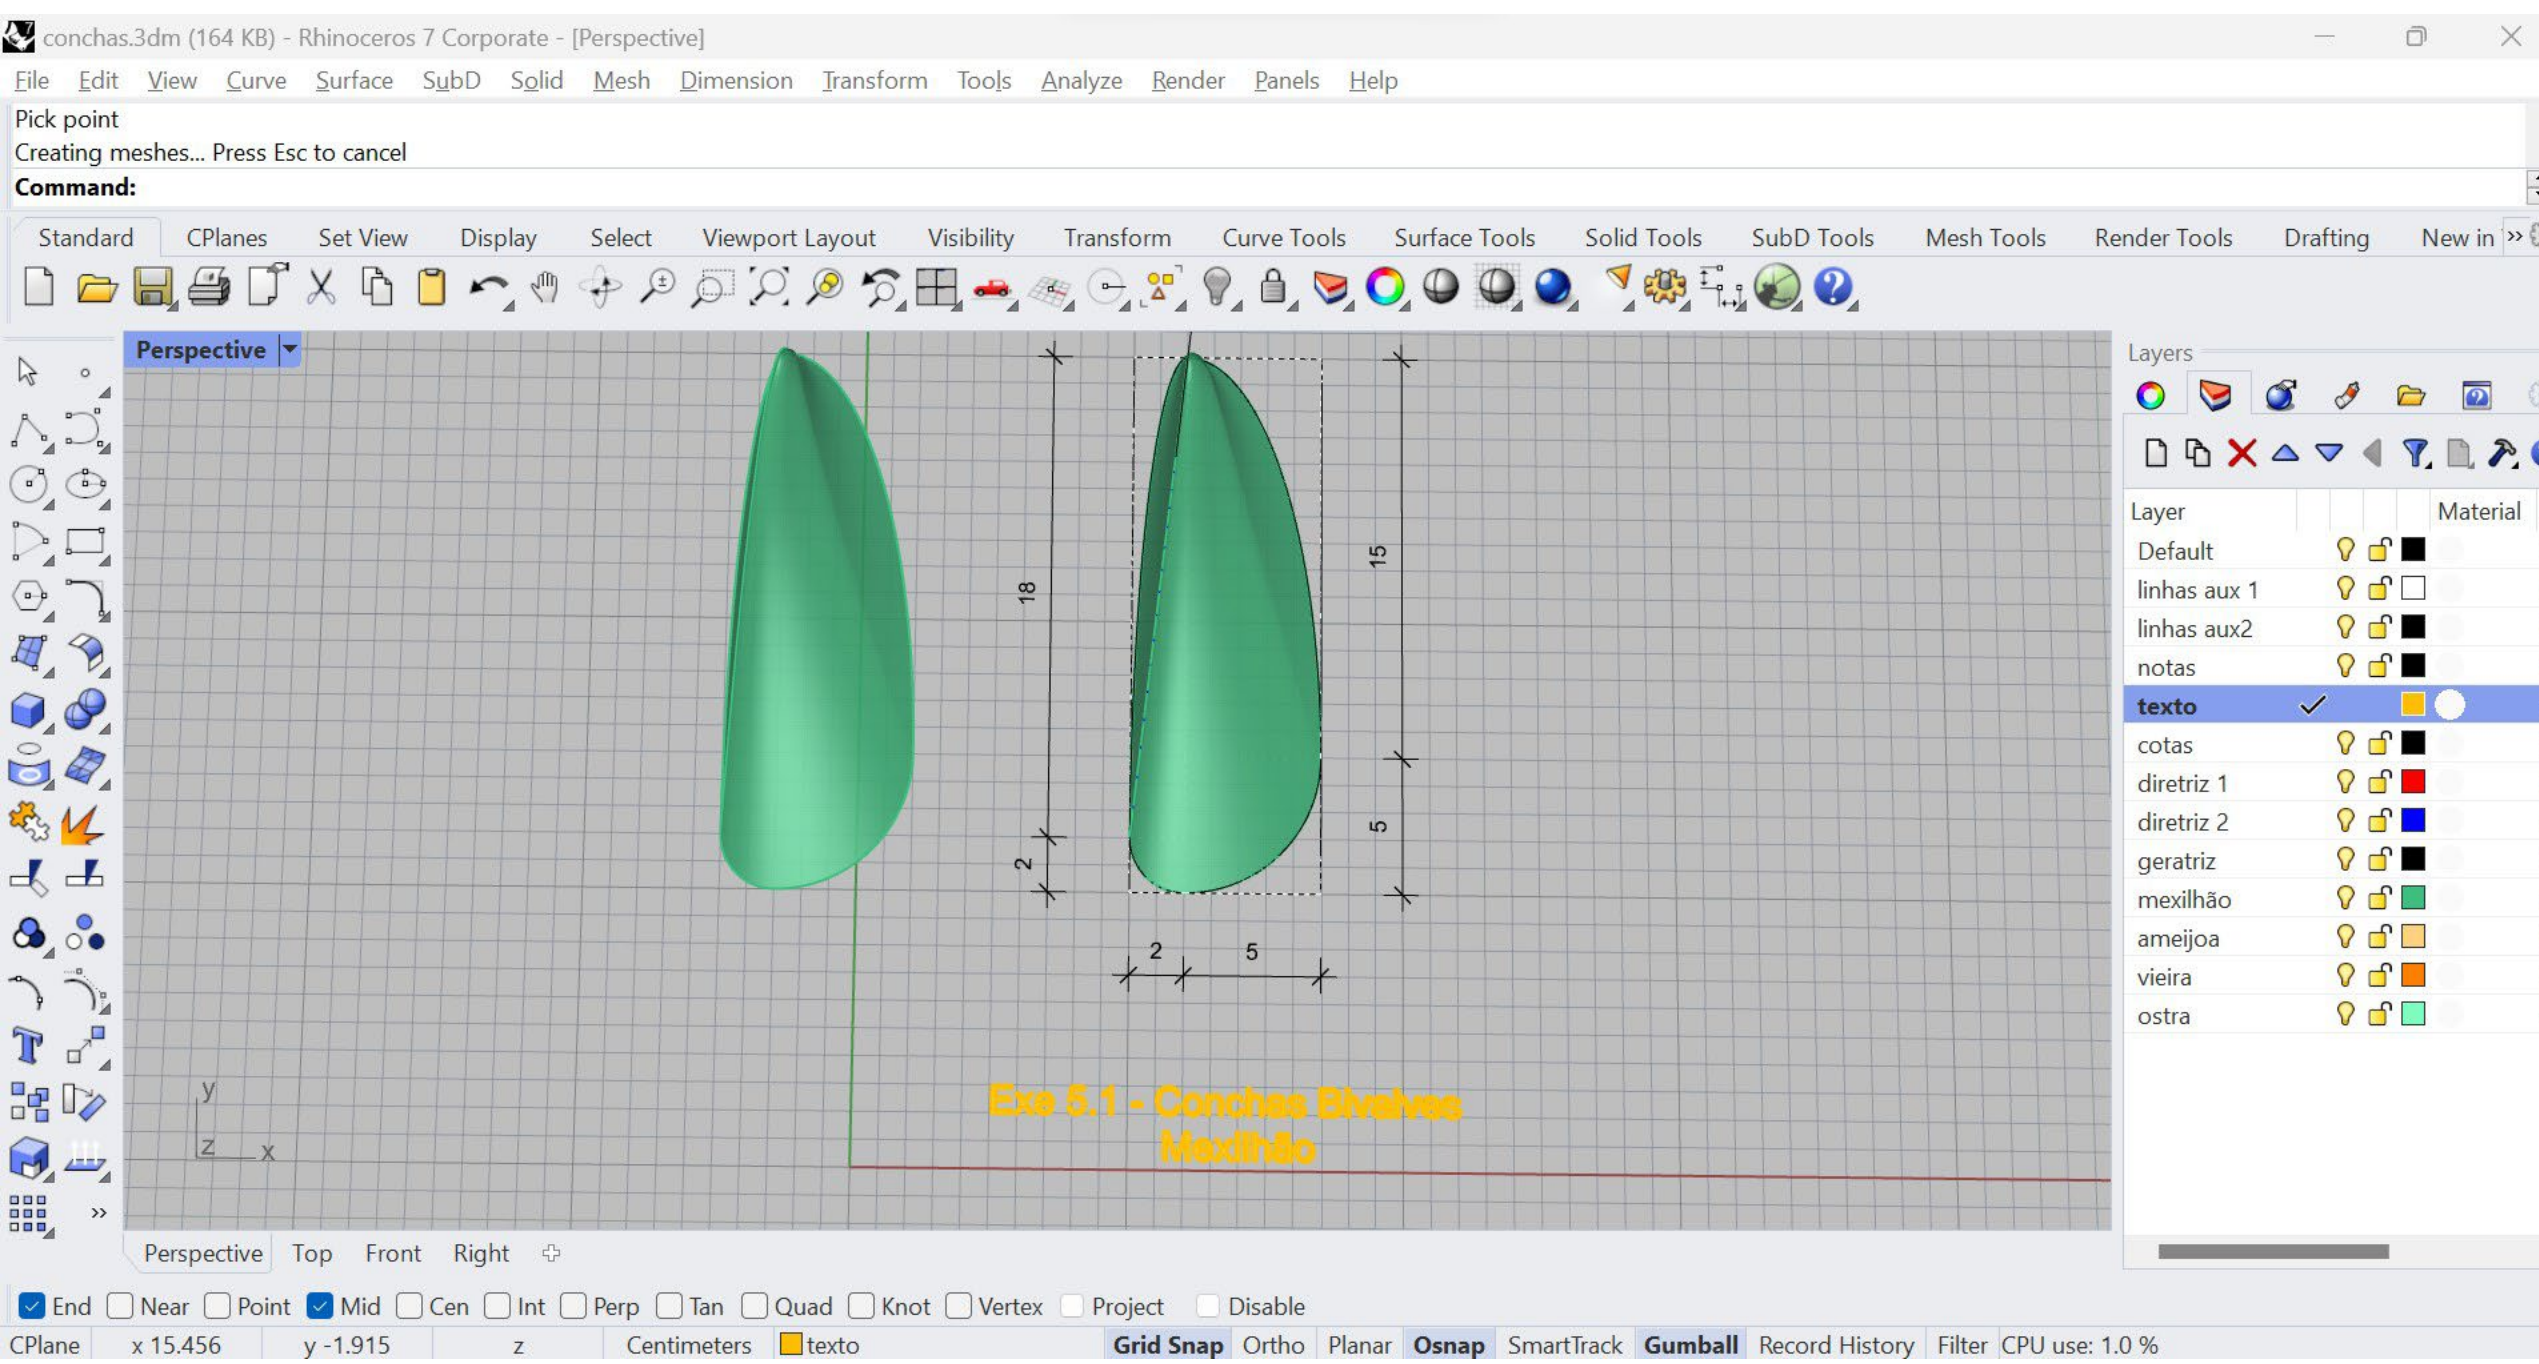 conchas.3dm (164 KB) - Rhinoceros 7 Corporate - [Perspective]
File Edit View Curve Surface SubD Solid Mesh Dimension Transform Tools Analyze Render Panels Help
Pick point
Creating meshes... Press Esc to cancel
Command:
Standard CPlanes Set View Display Select Viewport Layout Visibility Transform Curve Tools Surface Tools Solid Tools SubD Tools Mesh Tools Render Tools Drafting New in »
Perspective
18
2
15
5
2 5
Exe 5.1 - Conchas Bivalves
Mexilhão
y
z x
»
Layers
Layer Material
Default
linhas aux 1
linhas aux2
notas
texto
cotas
diretriz 1
diretriz 2
geratriz
mexilhão
ameijoa
vieira
ostra
Perspective Top Front Right
End Near Point Mid Cen Int Perp Tan Quad Knot Vertex Project Disable
CPlane x 15.456 y -1.915 z Centimeters texto Grid Snap Ortho Planar Osnap SmartTrack Gumball Record History Filter CPU use: 1.0 %